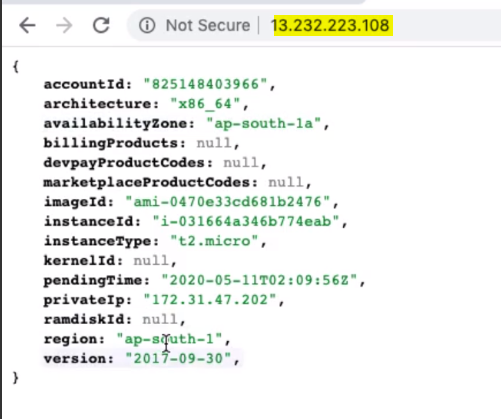 Not Secure | 13.232.223.108
{
accountId: "825148403966",
architecture: "x86_64",
availabilityZone: "ap-south-1a",
billingProducts: null,
devpayProductCodes: null,
marketplaceProductCodes: null,
imageId: "ami-0470e33cd681b2476",
instanceId: "i-031664a346b774eab",
instanceType: "t2.micro",
kernelId: null,
pendingTime: "2020-05-11T02:09:56Z",
privateIp: "172.31.47.202",
ramdiskId: null,
region: "ap-south-1",
version: "2017-09-30",
}